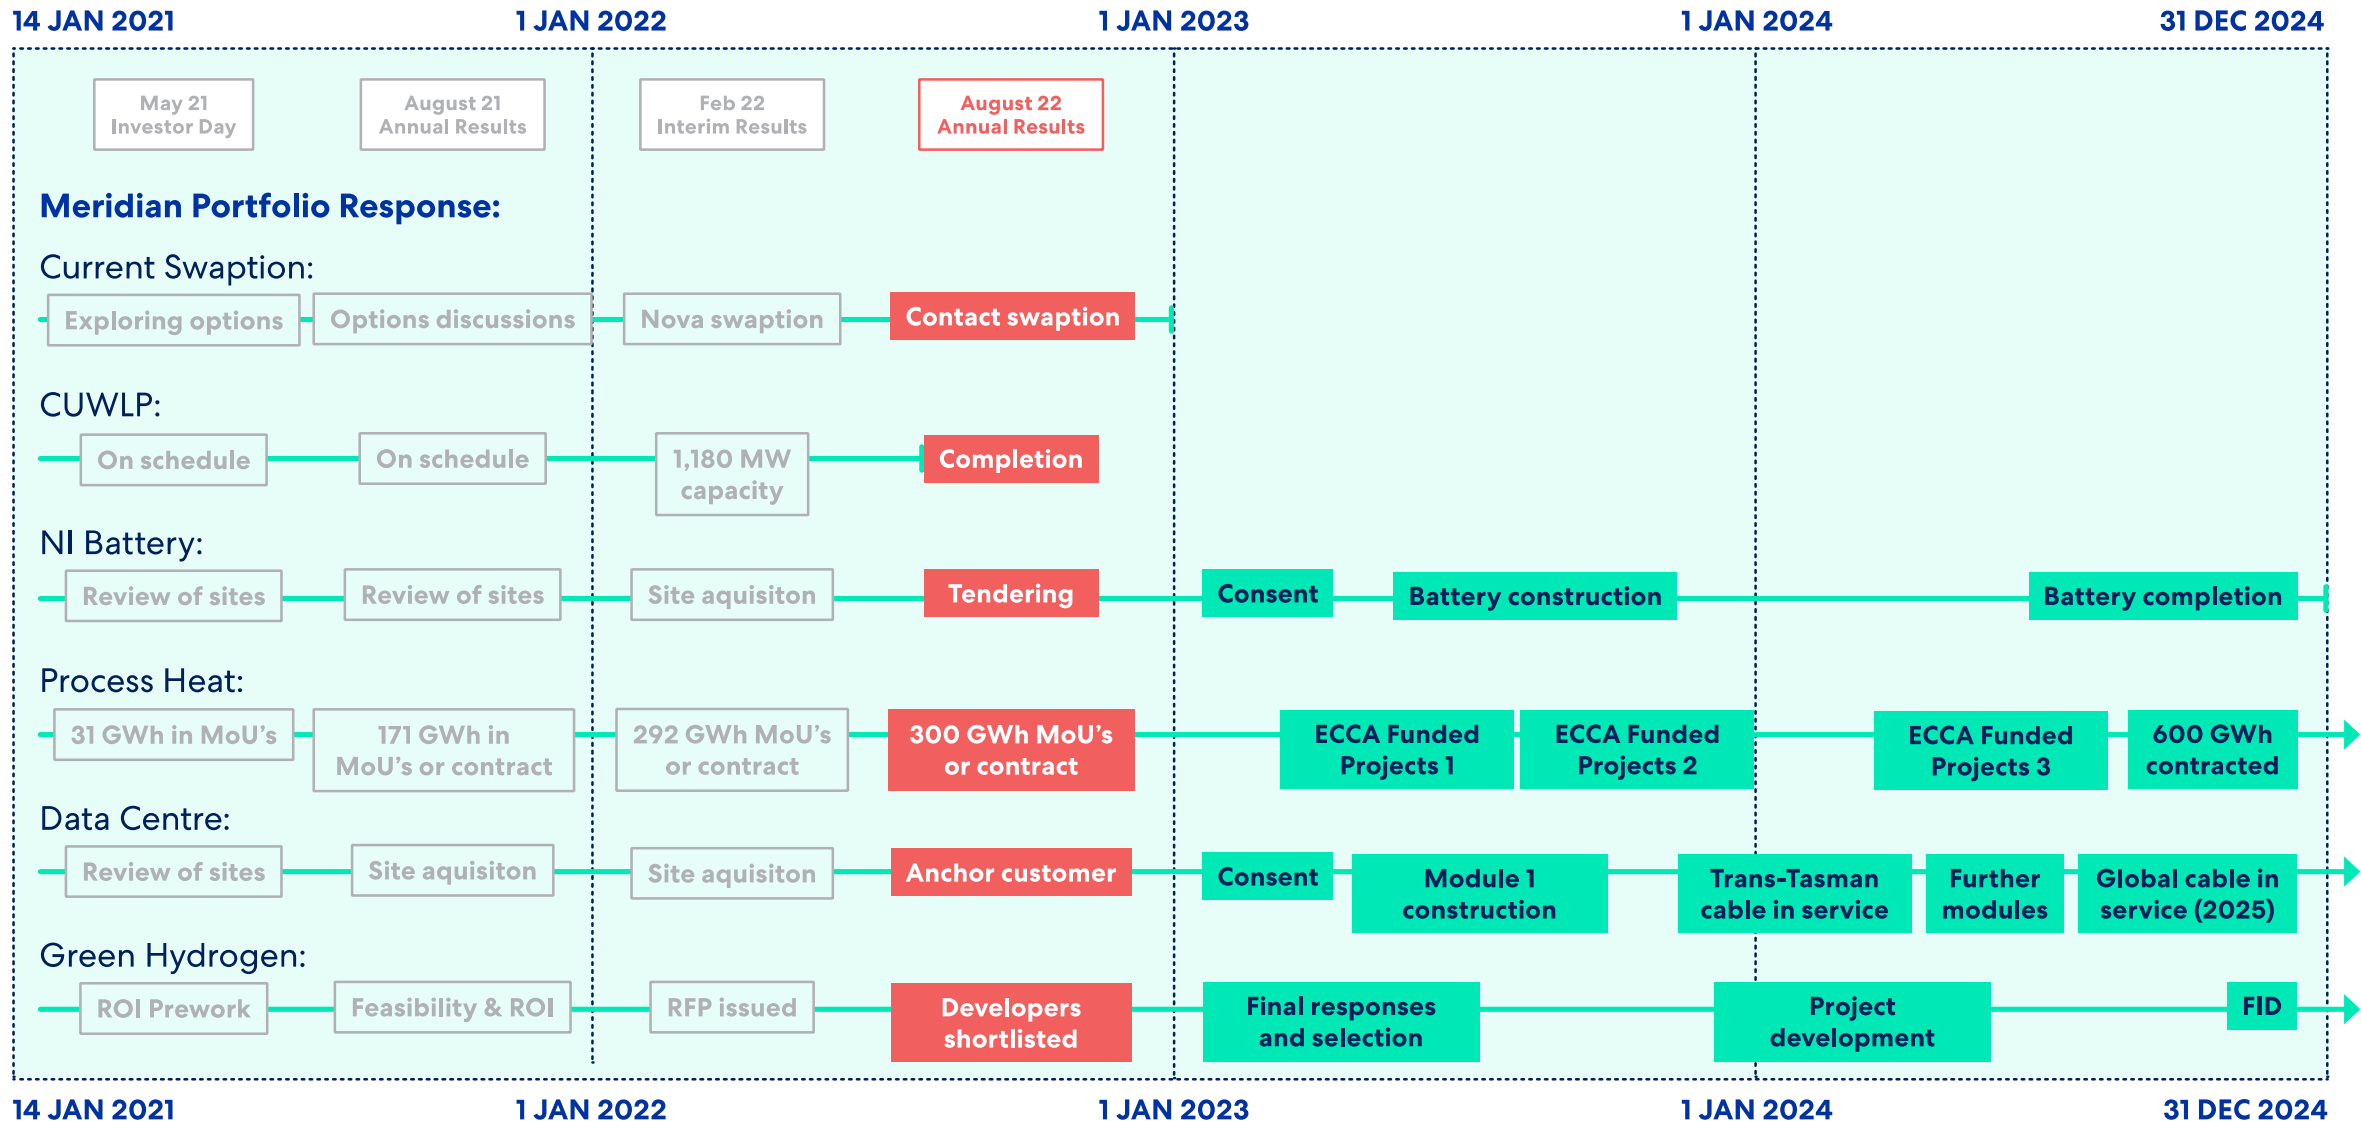 14 JAN 2021 1 JAN 2022 1 JAN 2023 1 JAN 2024 31 DEC 2024
May 21
Investor Day
August 21
Annual Results
Feb 22
Interim Results
August 22
Annual Results
Meridian Portfolio Response:
Current Swaption:
Exploring options
Options discussions
Nova swaption
Contact swaption
CUWLP:
On schedule
On schedule
1,180 MW
capacity
Completion
NI Battery:
Review of sites
Review of sites
Site aquisiton
Tendering
Consent
Battery construction
Battery completion
Process Heat:
31 GWh in MoU's
171 GWh in
MoU's or contract
292 GWh MoU's
or contract
300 GWh MoU's
or contract
ECCA Funded
Projects 1
ECCA Funded
Projects 2
ECCA Funded
Projects 3
600 GWh
contracted
Data Centre:
Review of sites
Site aquisiton
Site aquisiton
Anchor customer
Consent
Module 1
construction
Trans-Tasman
cable in service
Further
modules
Global cable in
service (2025)
Green Hydrogen:
ROI Prework
Feasibility & ROI
RFP issued
Developers
shortlisted
Final responses
and selection
Project
development
FID
14 JAN 2021 1 JAN 2022 1 JAN 2023 1 JAN 2024 31 DEC 2024